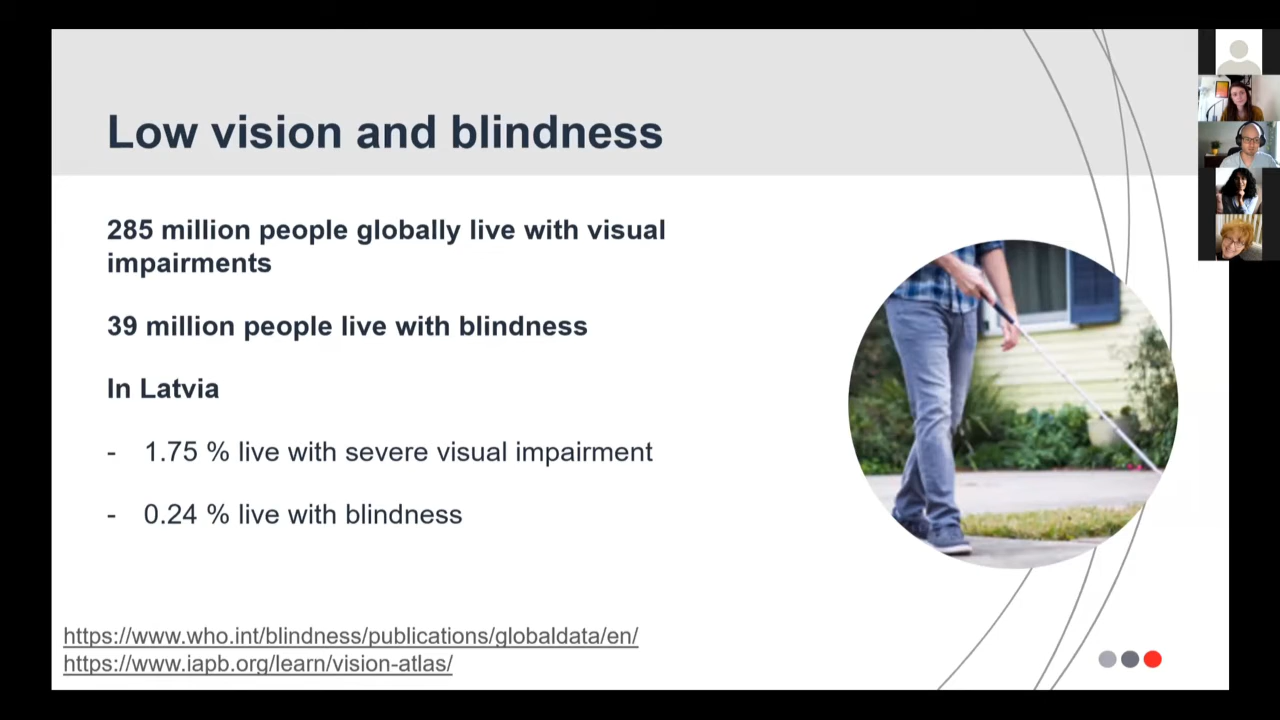 Low vision and blindness
285 million people globally live with visual
impairments
39 million people live with blindness
In Latvia
- 1.75 % live with severe visual impairment
- 0.24 % live with blindness
https://www.who.int/blindness/publications/globaldata/en/
https://www.iapb.org/learn/vision-atlas/